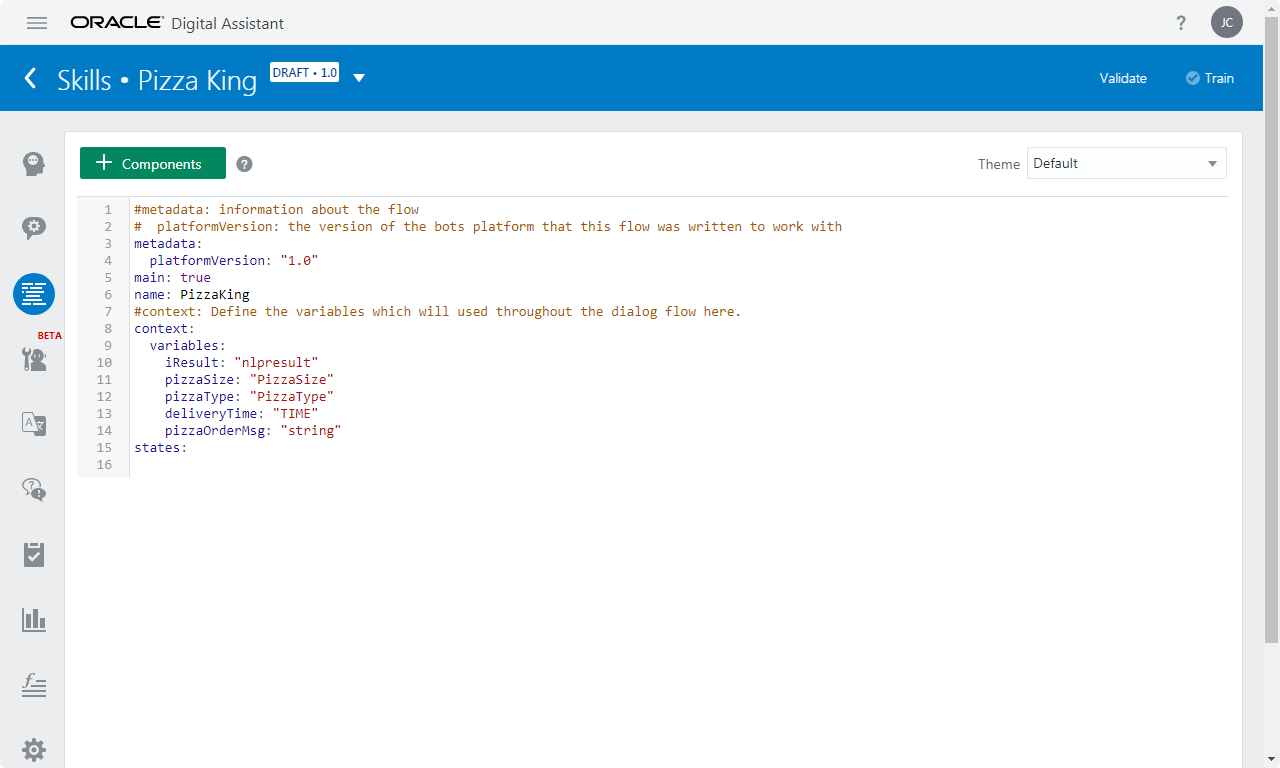 ORACLE Digital Assistant ? JC
Skills • Pizza King DRAFT • 1.0 Validate Train
+ Components ? Theme Default
1 #metadata: information about the flow
2 #  platformVersion: the version of the bots platform that this flow was written to work with
3 metadata:
4   platformVersion: "1.0"
5 main: true
6 name: PizzaKing
7 #context: Define the variables which will used throughout the dialog flow here.
BETA
8 context:
9   variables:
10     iResult: "nlpresult"
11     pizzaSize: "PizzaSize"
12     pizzaType: "PizzaType"
13     deliveryTime: "TIME"
14     pizzaOrderMsg: "string"
15 states:
16